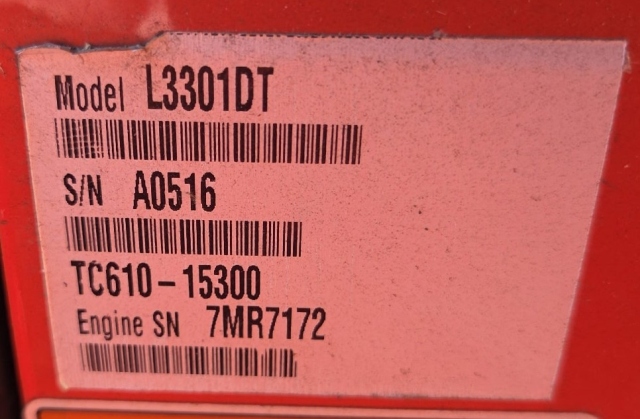 Model L3301DT
S/N A0516
TC610-15300
Engine SN 7MR7172